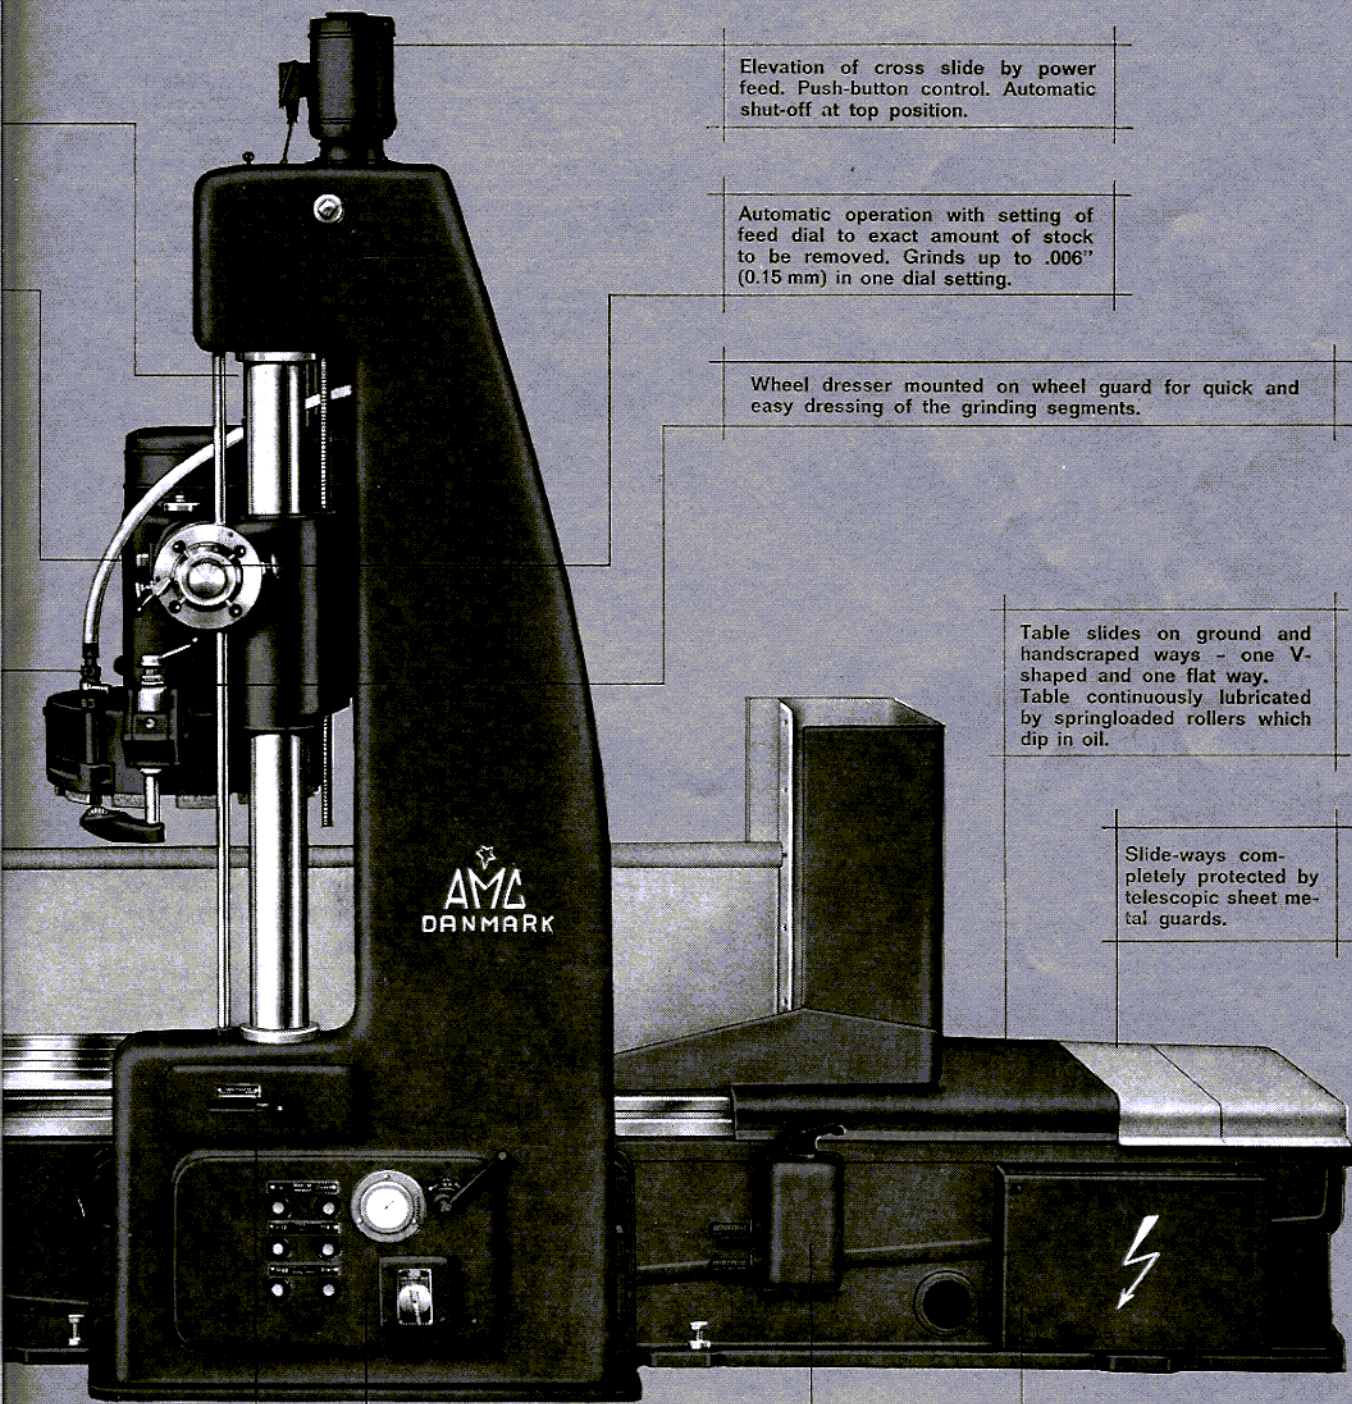 Elevation of cross slide by power
feed. Push-button control. Automatic
shut-off at top position.
Automatic operation with setting of
feed dial to exact amount of stock
to be removed. Grinds up to .006"
(0.15 mm) in one dial setting.
Wheel dresser mounted on wheel guard for quick and
easy dressing of the grinding segments.
Table slides on ground and
handscraped ways - one V-
shaped and one flat way.
Table continuously lubricated
by springloaded rollers which
dip in oil.
Slide-ways com-
pletely protected by
telescopic sheet me-
tal guards.
AMC
DANMARK